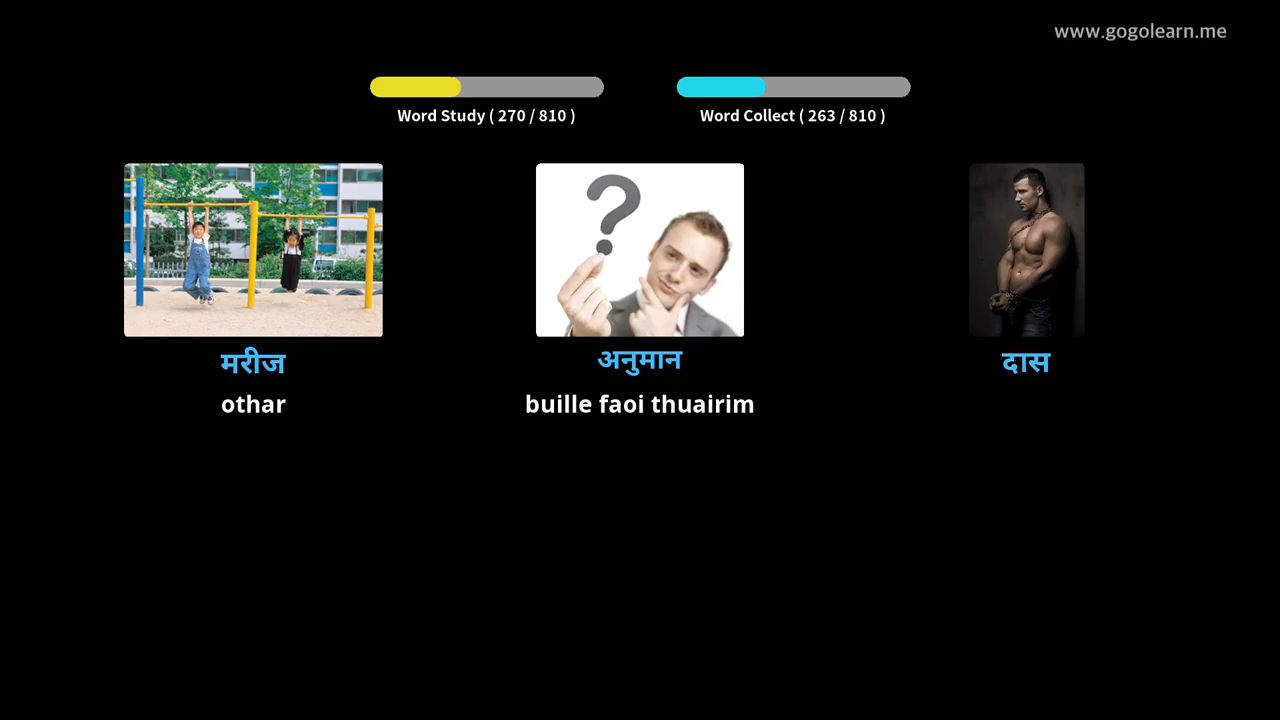 www.gogolearn.me
Word Study ( 270 / 810 )
Word Collect ( 263 / 810 )
मरीज
अनुमान
दास
othar
buille faoi thuairim